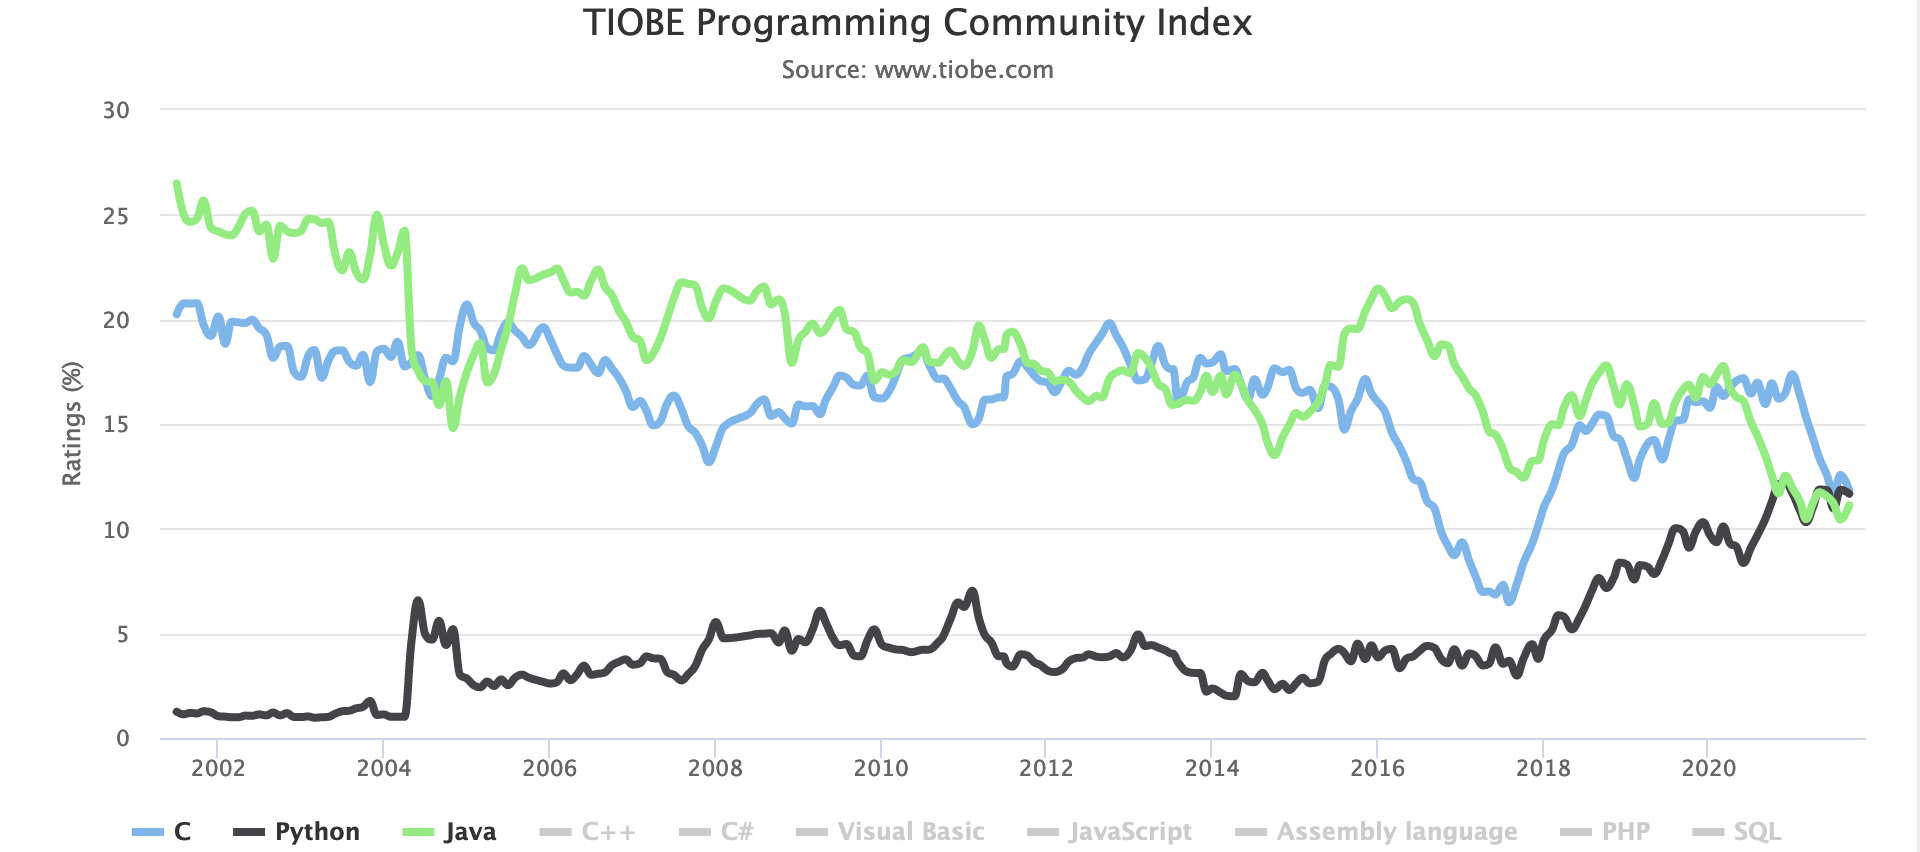 TIOBE Programming Community Index
Source: www.tiobe.com
Ratings (%)
30
25
20
15
10
5
0
2002 2004 2006 2008 2010 2012 2014 2016 2018 2020
C Python Java C++ C# Visual Basic JavaScript Assembly language PHP SQL